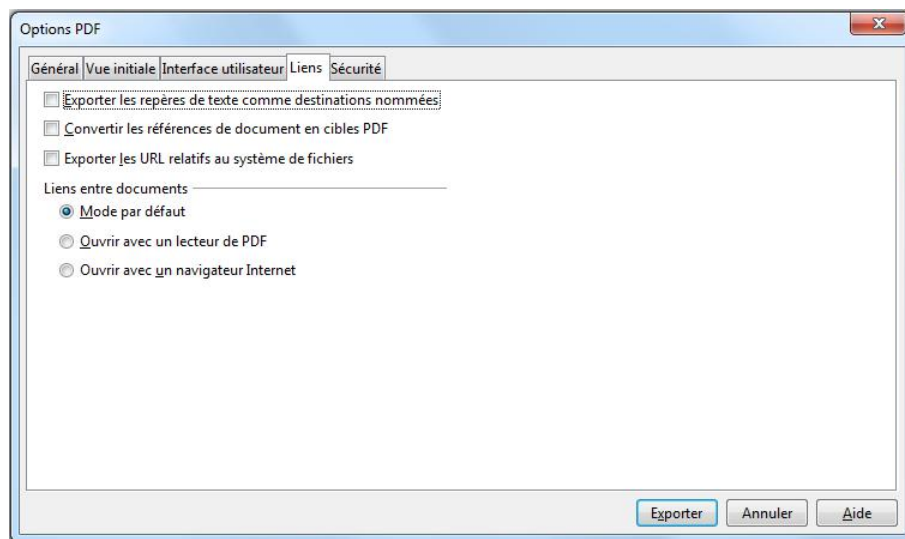 Options PDF
Général Vue initiale Interface utilisateur Liens Sécurité
Exporter les repères de texte comme destinations nommées
Convertir les références de document en cibles PDF
Exporter les URL relatifs au système de fichiers
Liens entre documents
Mode par défaut
Ouvrir avec un lecteur de PDF
Ouvrir avec un navigateur Internet
Exporter Annuler Aide